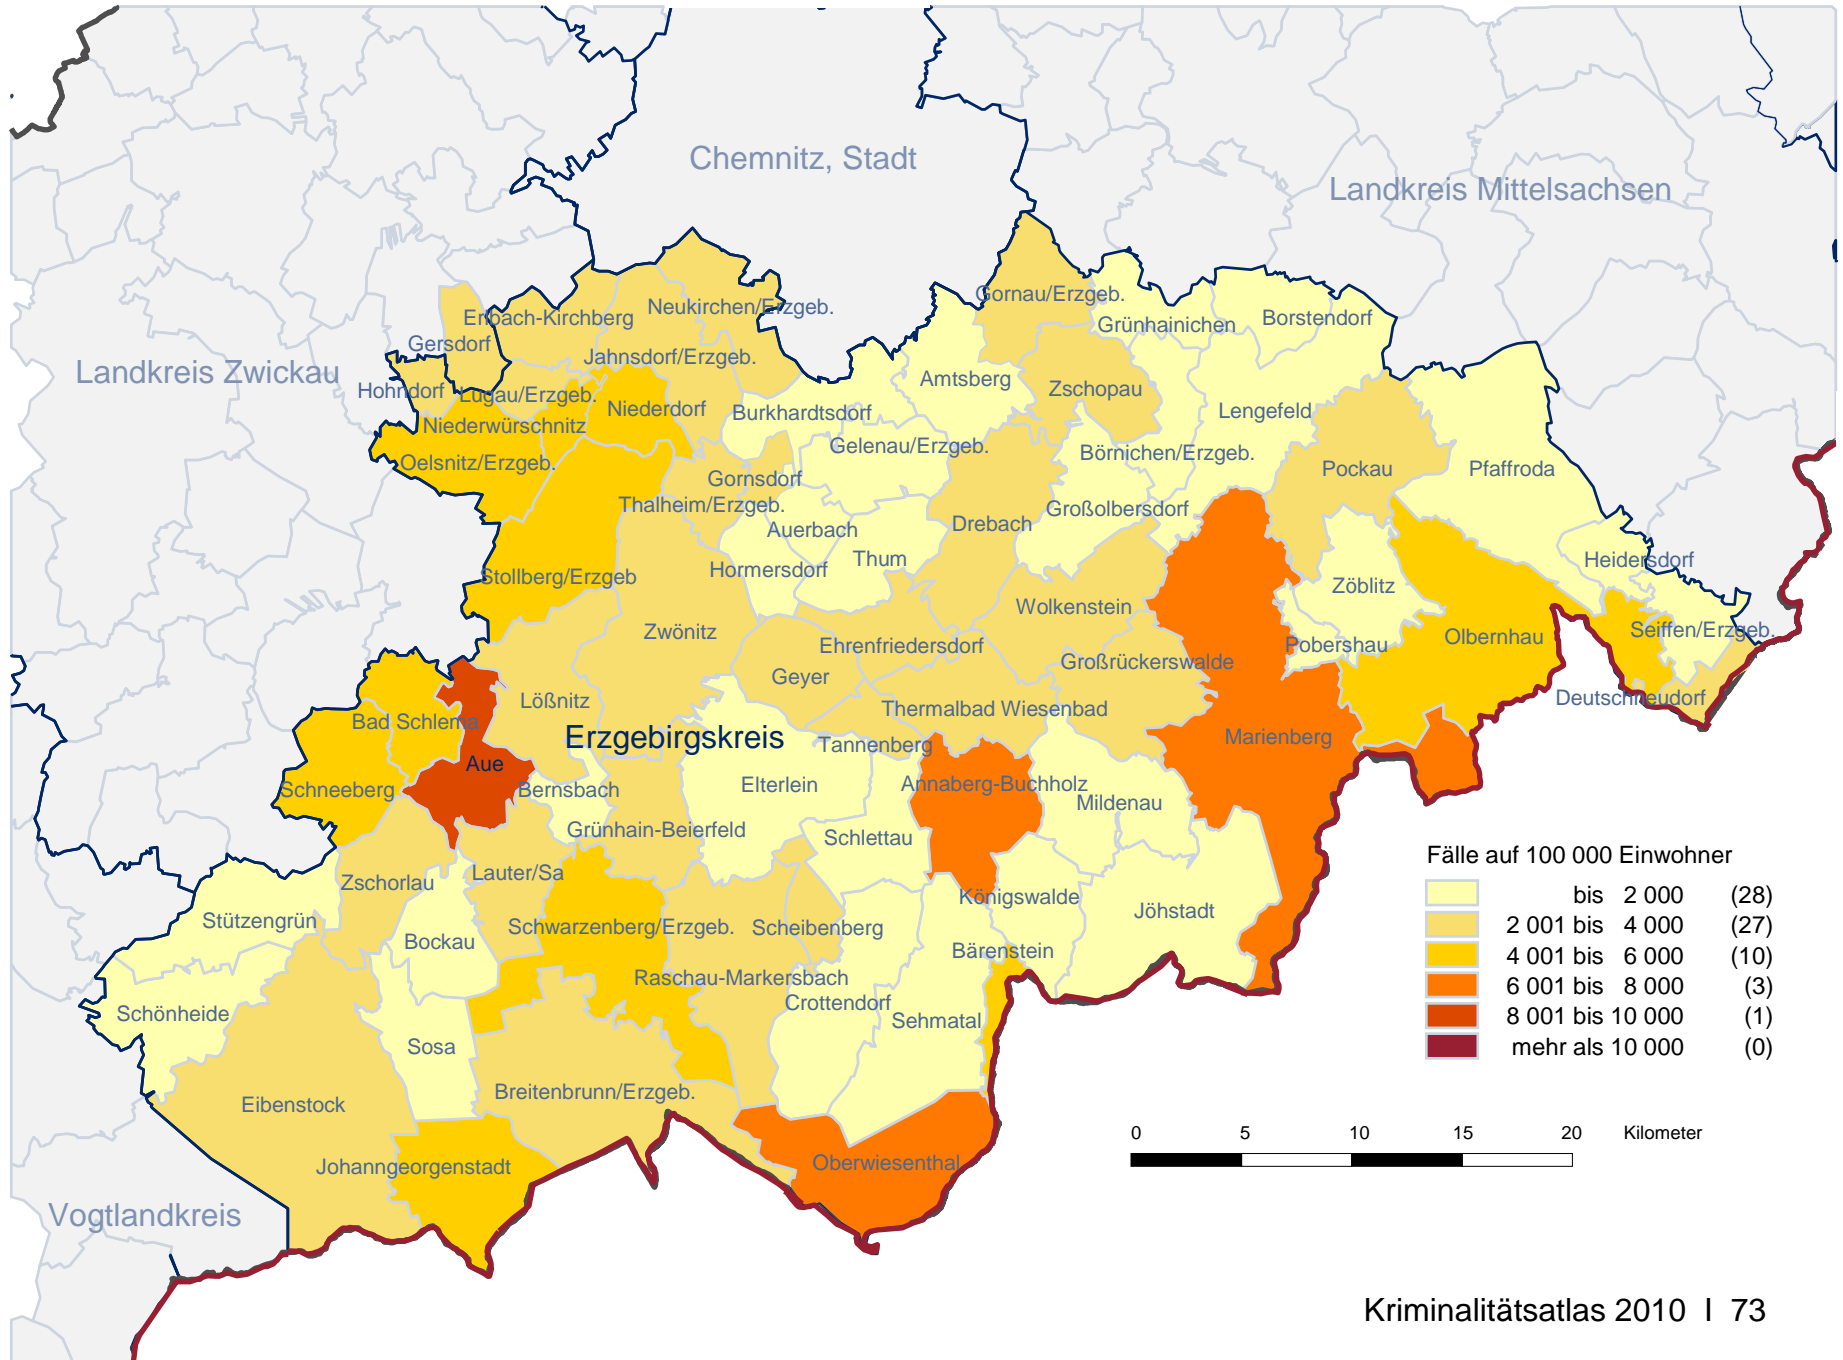 Chemnitz, Stadt
Landkreis Mittelsachsen
Landkreis Zwickau
Vogtlandkreis
Erzgebirgskreis
Gornau/Erzgeb.
Neukirchen/Erzgeb.
Erlbach-Kirchberg
Grünhainichen
Borstendorf
Gersdorf
Jahnsdorf/Erzgeb.
Amtsberg
Zschopau
Hohndorf
Lugau/Erzgeb.
Niederdorf
Burkhardtsdorf
Lengefeld
Niederwürschnitz
Gelenau/Erzgeb.
Börnichen/Erzgeb.
Oelsnitz/Erzgeb.
Pockau
Pfaffroda
Gornsdorf
Thalheim/Erzgeb.
Großolbersdorf
Auerbach
Drebach
Thum
Heidersdorf
Hormersdorf
Stollberg/Erzgeb
Zöblitz
Wolkenstein
Zwönitz
Ehrenfriedersdorf
Pobershau
Olbernhau
Seiffen/Erzgeb.
Großrückerswalde
Geyer
Deutschneudorf
Lößnitz
Thermalbad Wiesenbad
Bad Schlema
Marienberg
Tannenberg
Aue
Schneeberg
Bernsbach
Elterlein
Annaberg-Buchholz
Mildenau
Grünhain-Beierfeld
Schlettau
Zschorlau
Lauter/Sa
Königswalde
Jöhstadt
Stützengrün
Schwarzenberg/Erzgeb.
Scheibenberg
Bockau
Bärenstein
Raschau-Markersbach
Crottendorf
Schönheide
Sehmatal
Sosa
Breitenbrunn/Erzgeb.
Eibenstock
Johanngeorgenstadt
Oberwiesenthal
Fälle auf 100 000 Einwohner
bis 2 000 (28)
2 001 bis 4 000 (27)
4 001 bis 6 000 (10)
6 001 bis 8 000 (3)
8 001 bis 10 000 (1)
mehr als 10 000 (0)
0 5 10 15 20 Kilometer
Kriminalitätsatlas 2010 I 73